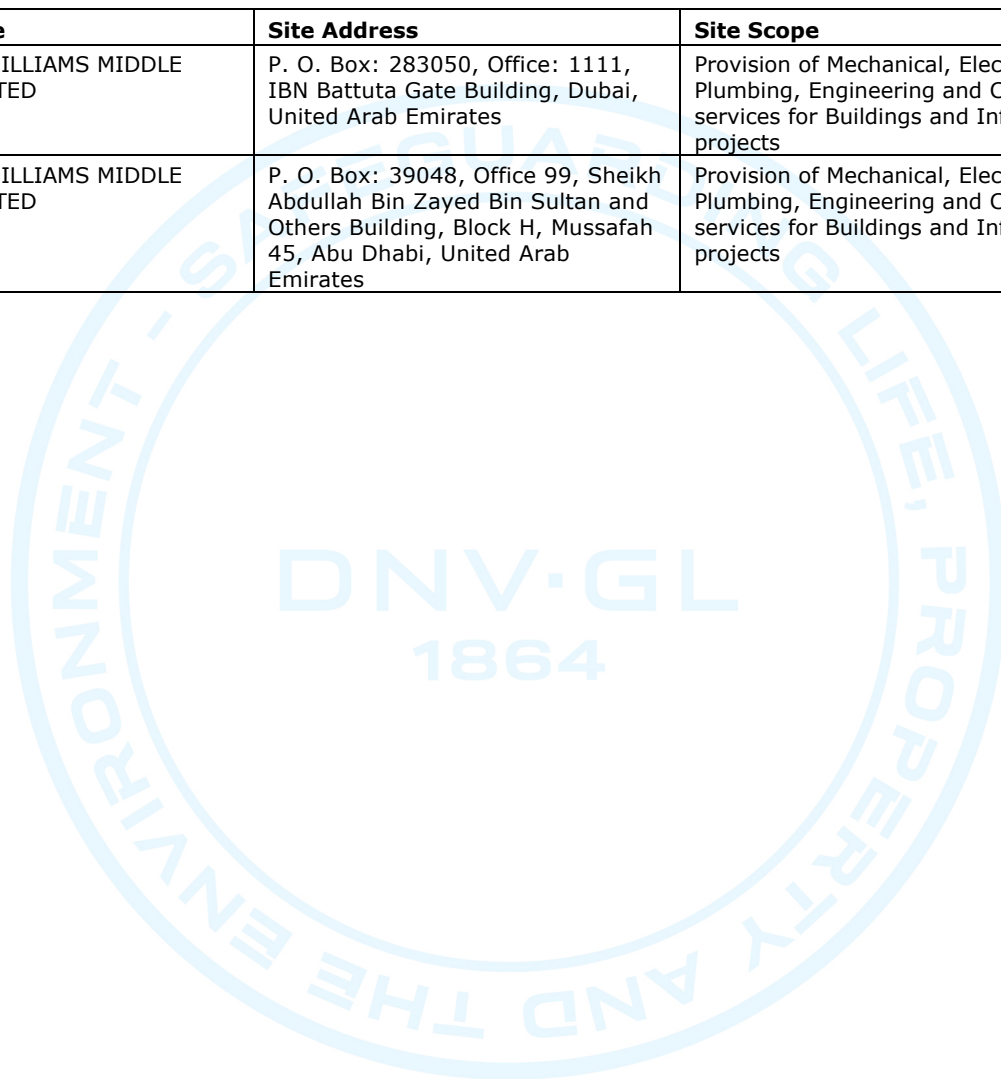 Site Address
Site Scope
ILLIAMS MIDDLE
TED
P. O. Box: 283050, Office: 1111,
IBN Battuta Gate Building, Dubai,
United Arab Emirates
Provision of Mechanical, Elec
Plumbing, Engineering and C
services for Buildings and Inf
projects
ILLIAMS MIDDLE
TED
P. O. Box: 39048, Office 99, Sheikh
Abdullah Bin Zayed Bin Sultan and
Others Building, Block H, Mussafah
45, Abu Dhabi, United Arab
Emirates
Provision of Mechanical, Elec
Plumbing, Engineering and C
services for Buildings and Inf
projects
SAFEGUARDING LIFE, PROPERTY AND THE ENVIRONMENT -
DNV·GL
1864